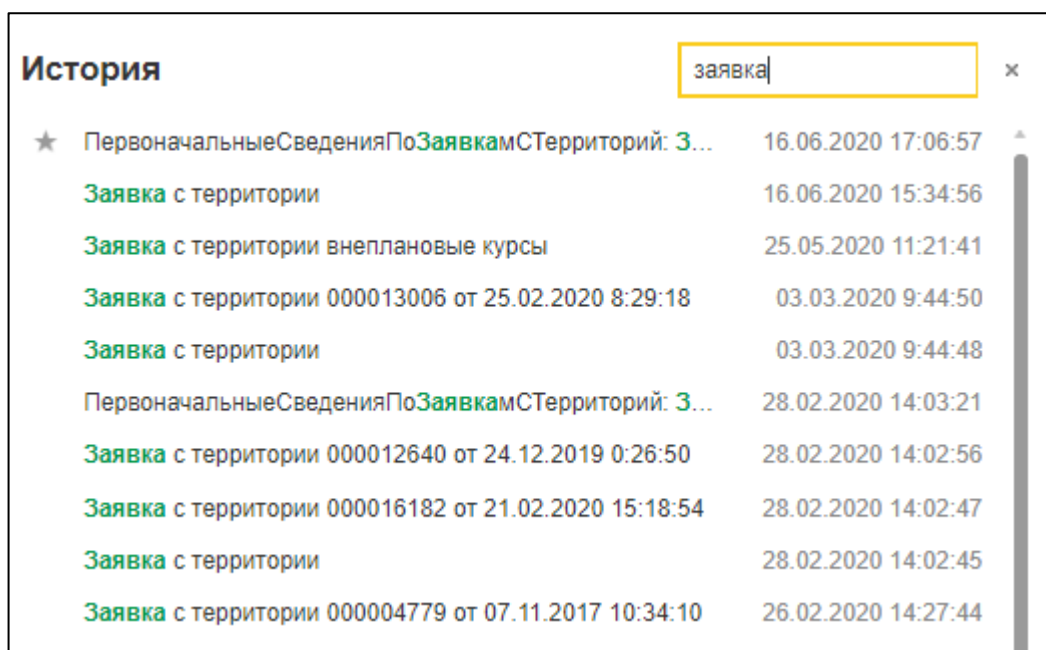 История заявка ×
★ ПервоначальныеСведенияПоЗаявкамСТерриторий: З... 16.06.2020 17:06:57
Заявка с территории 16.06.2020 15:34:56
Заявка с территории внеплановые курсы 25.05.2020 11:21:41
Заявка с территории 000013006 от 25.02.2020 8:29:18 03.03.2020 9:44:50
Заявка с территории 03.03.2020 9:44:48
ПервоначальныеСведенияПоЗаявкамСТерриторий: З... 28.02.2020 14:03:21
Заявка с территории 000012640 от 24.12.2019 0:26:50 28.02.2020 14:02:56
Заявка с территории 000016182 от 21.02.2020 15:18:54 28.02.2020 14:02:47
Заявка с территории 28.02.2020 14:02:45
Заявка с территории 000004779 от 07.11.2017 10:34:10 26.02.2020 14:27:44